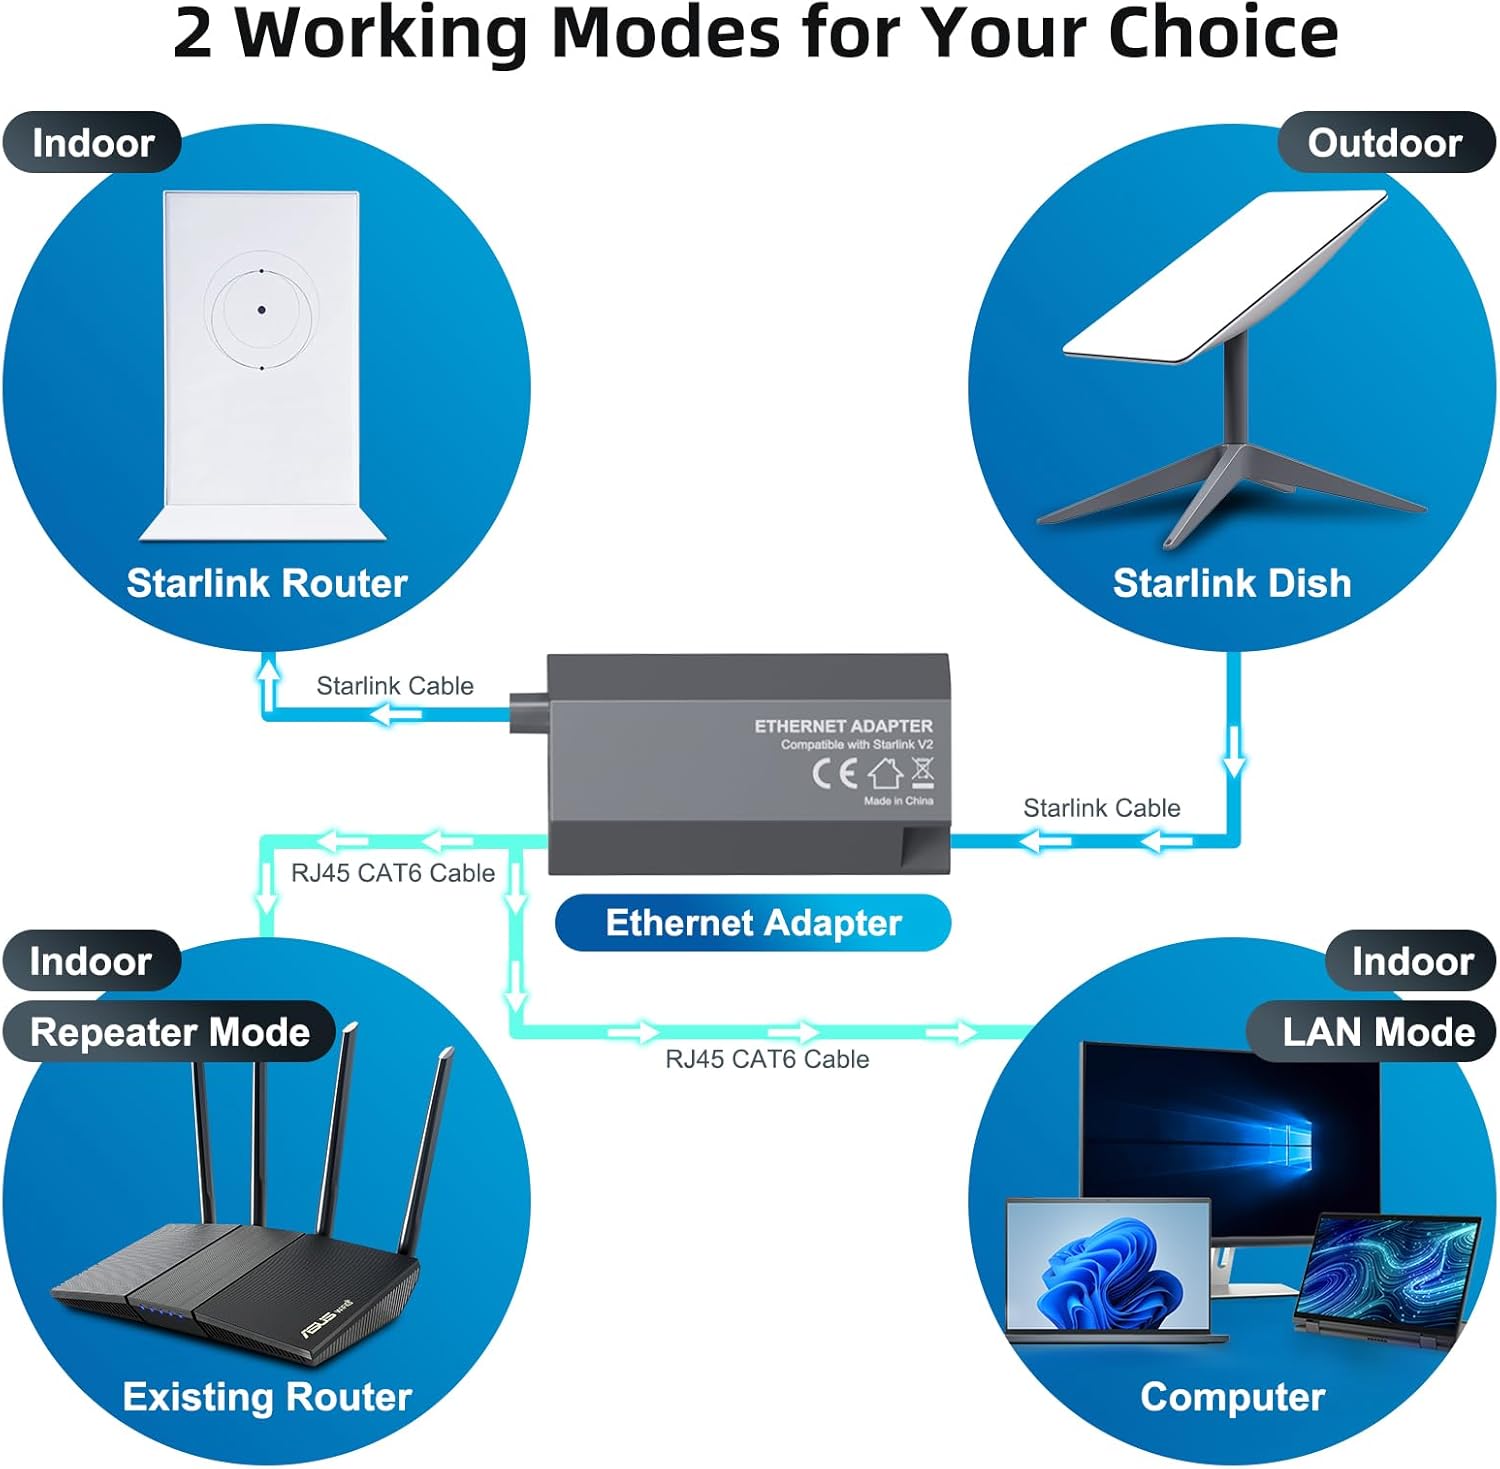 2 Working Modes for Your Choice
Indoor
Outdoor
Starlink Router
Starlink Dish
Starlink Cable
ETHERNET ADAPTER
Compatible with Starlink V2
CE
Made in China
Starlink Cable
RJ45 CAT6 Cable
Ethernet Adapter
Indoor
Repeater Mode
Indoor
LAN Mode
RJ45 CAT6 Cable
ASUS WiFi6
Existing Router
Computer